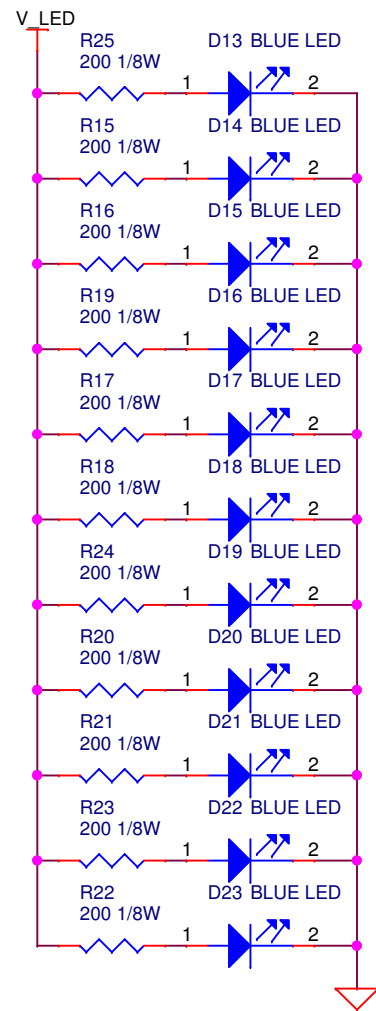 V_LED
R25 D13 BLUE LED
200 1/8W
1 2
R15 D14 BLUE LED
200 1/8W
1 2
R16 D15 BLUE LED
200 1/8W
1 2
R19 D16 BLUE LED
200 1/8W
1 2
R17 D17 BLUE LED
200 1/8W
1 2
R18 D18 BLUE LED
200 1/8W
1 2
R24 D19 BLUE LED
200 1/8W
1 2
R20 D20 BLUE LED
200 1/8W
1 2
R21 D21 BLUE LED
200 1/8W
1 2
R23 D22 BLUE LED
200 1/8W
1 2
R22 D23 BLUE LED
200 1/8W
1 2